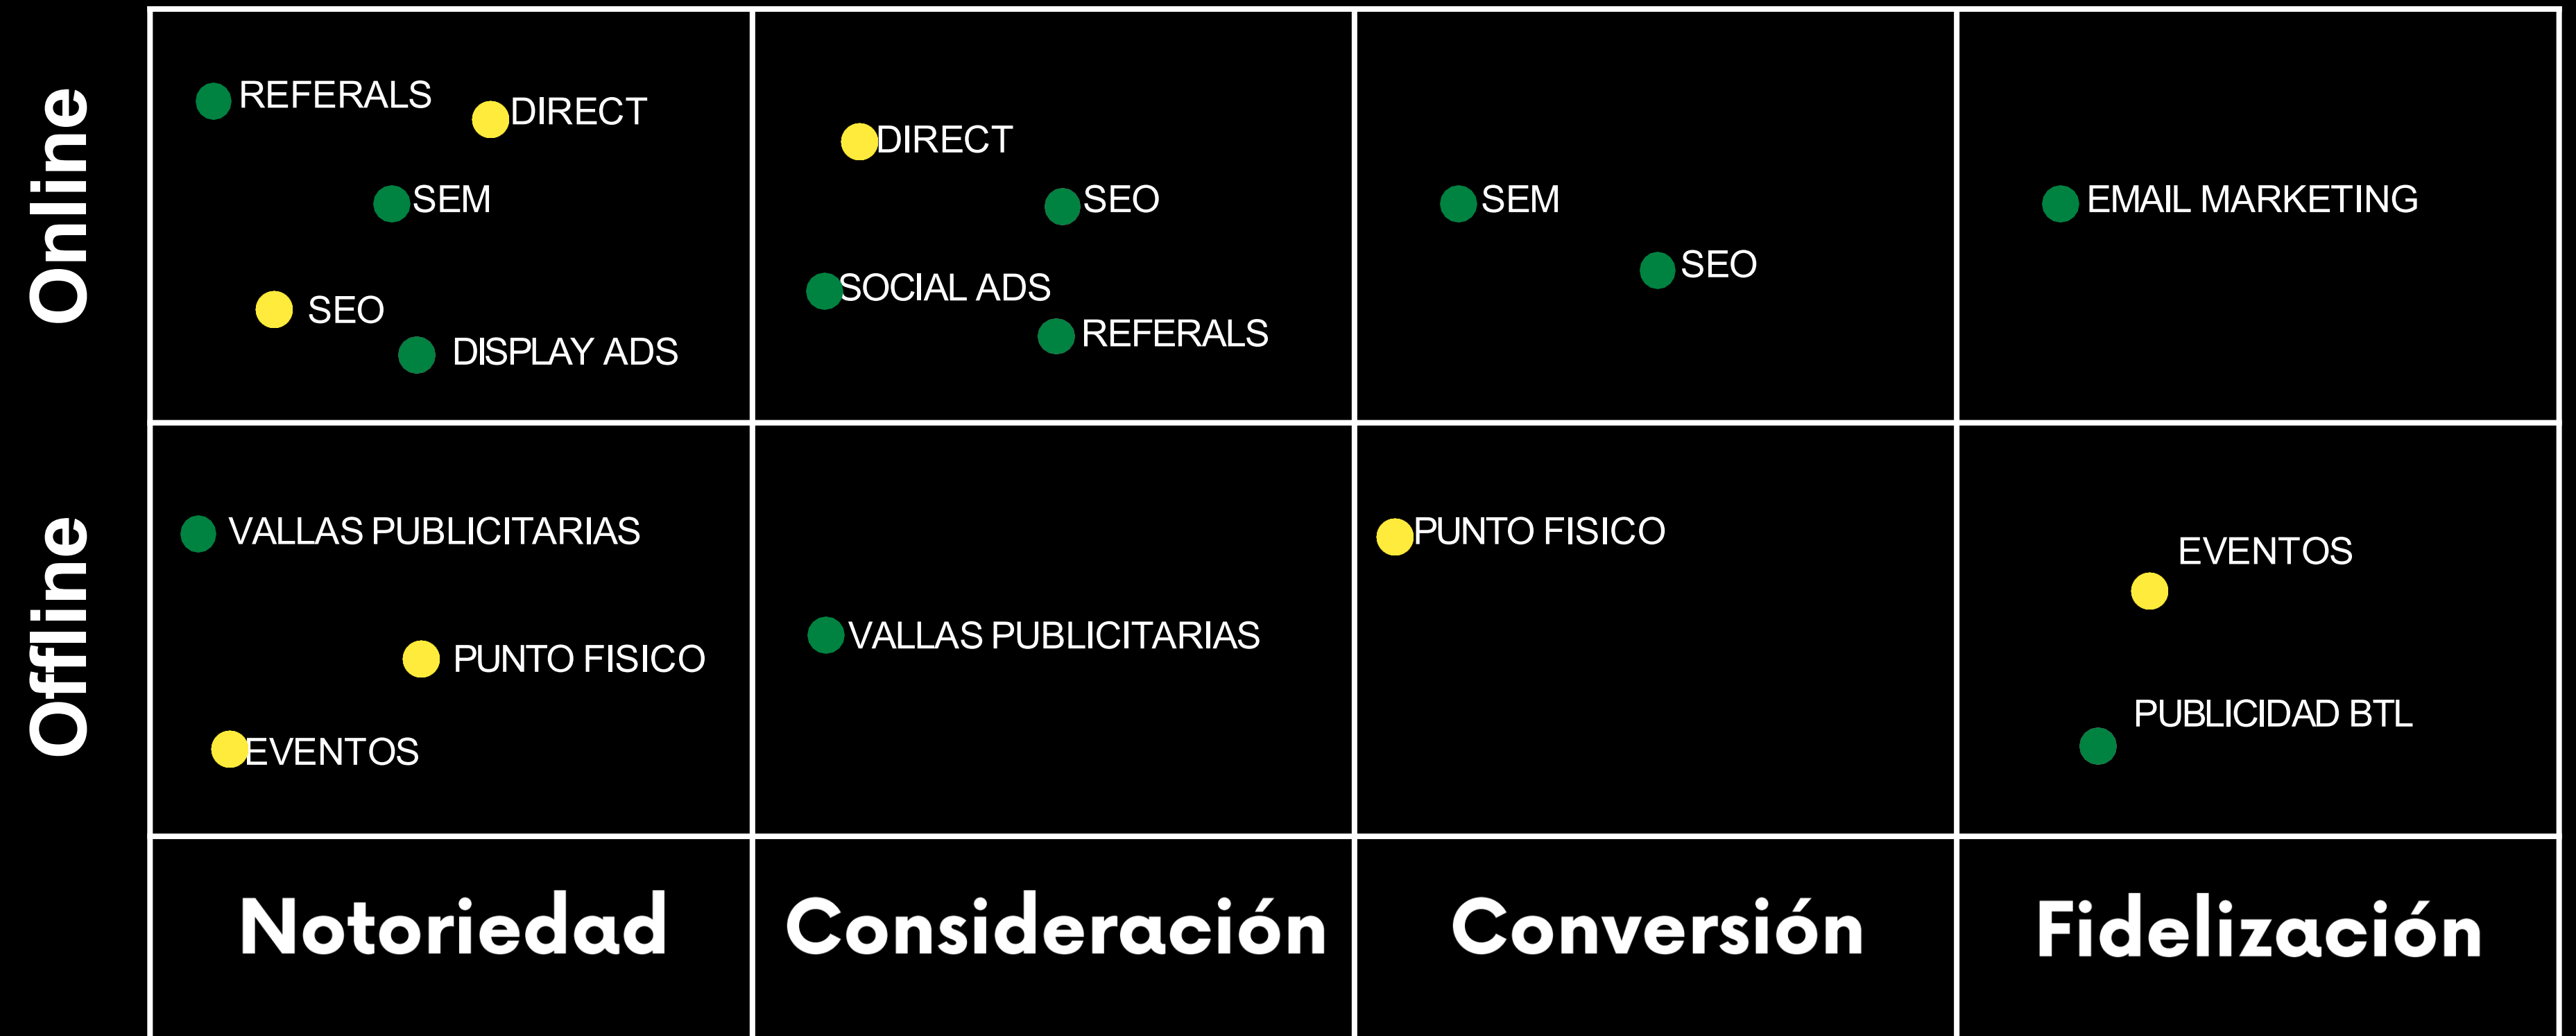 Online
REFERALS
DIRECT
SEM
SEO
DISPLAY ADS
DIRECT
SEO
SOCIAL ADS
REFERALS
SEM
SEO
EMAIL MARKETING
Offline
VALLAS PUBLICITARIAS
PUNTO FISICO
EVENTOS
VALLAS PUBLICITARIAS
PUNTO FISICO
EVENTOS
PUBLICIDAD BTL
Notoriedad
Consideración
Conversión
Fidelización